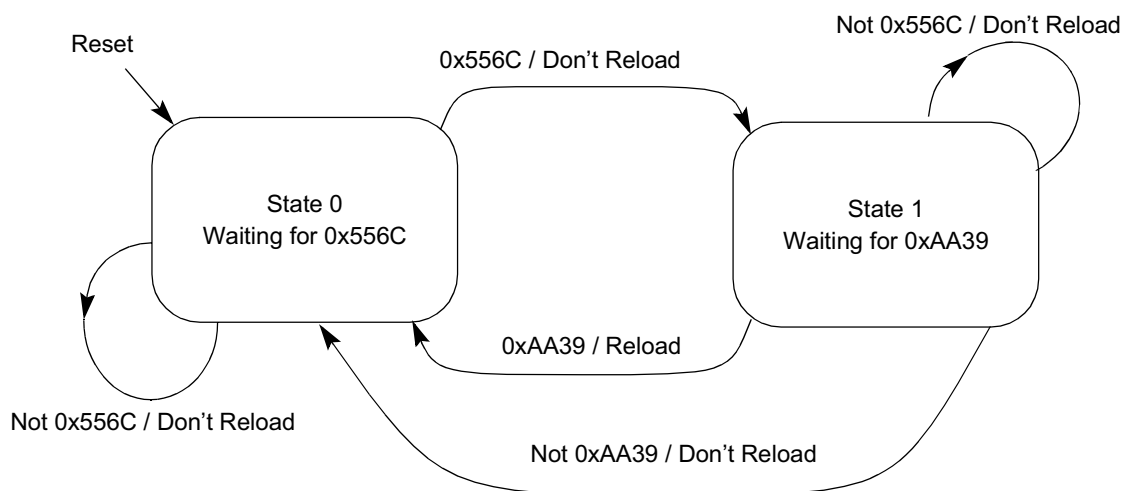 Not 0x556C / Don't Reload
Reset
0x556C / Don't Reload
State 0
Waiting for 0x556C
State 1
Waiting for 0xAA39
0xAA39 / Reload
Not 0x556C / Don't Reload
Not 0xAA39 / Don't Reload